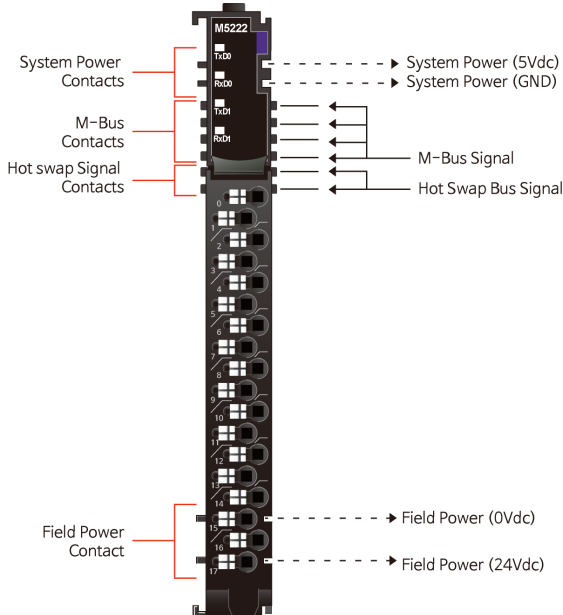 M5222
TxD0
RxD0
TxD1
RxD1
System Power
Contacts
M-Bus
Contacts
Hot swap Signal
Contacts
Field Power
Contact
System Power (5Vdc)
System Power (GND)
M-Bus Signal
Hot Swap Bus Signal
Field Power (0Vdc)
Field Power (24Vdc)
0
1
2
3
4
5
6
7
8
9
10
11
12
13
14
15
16
17